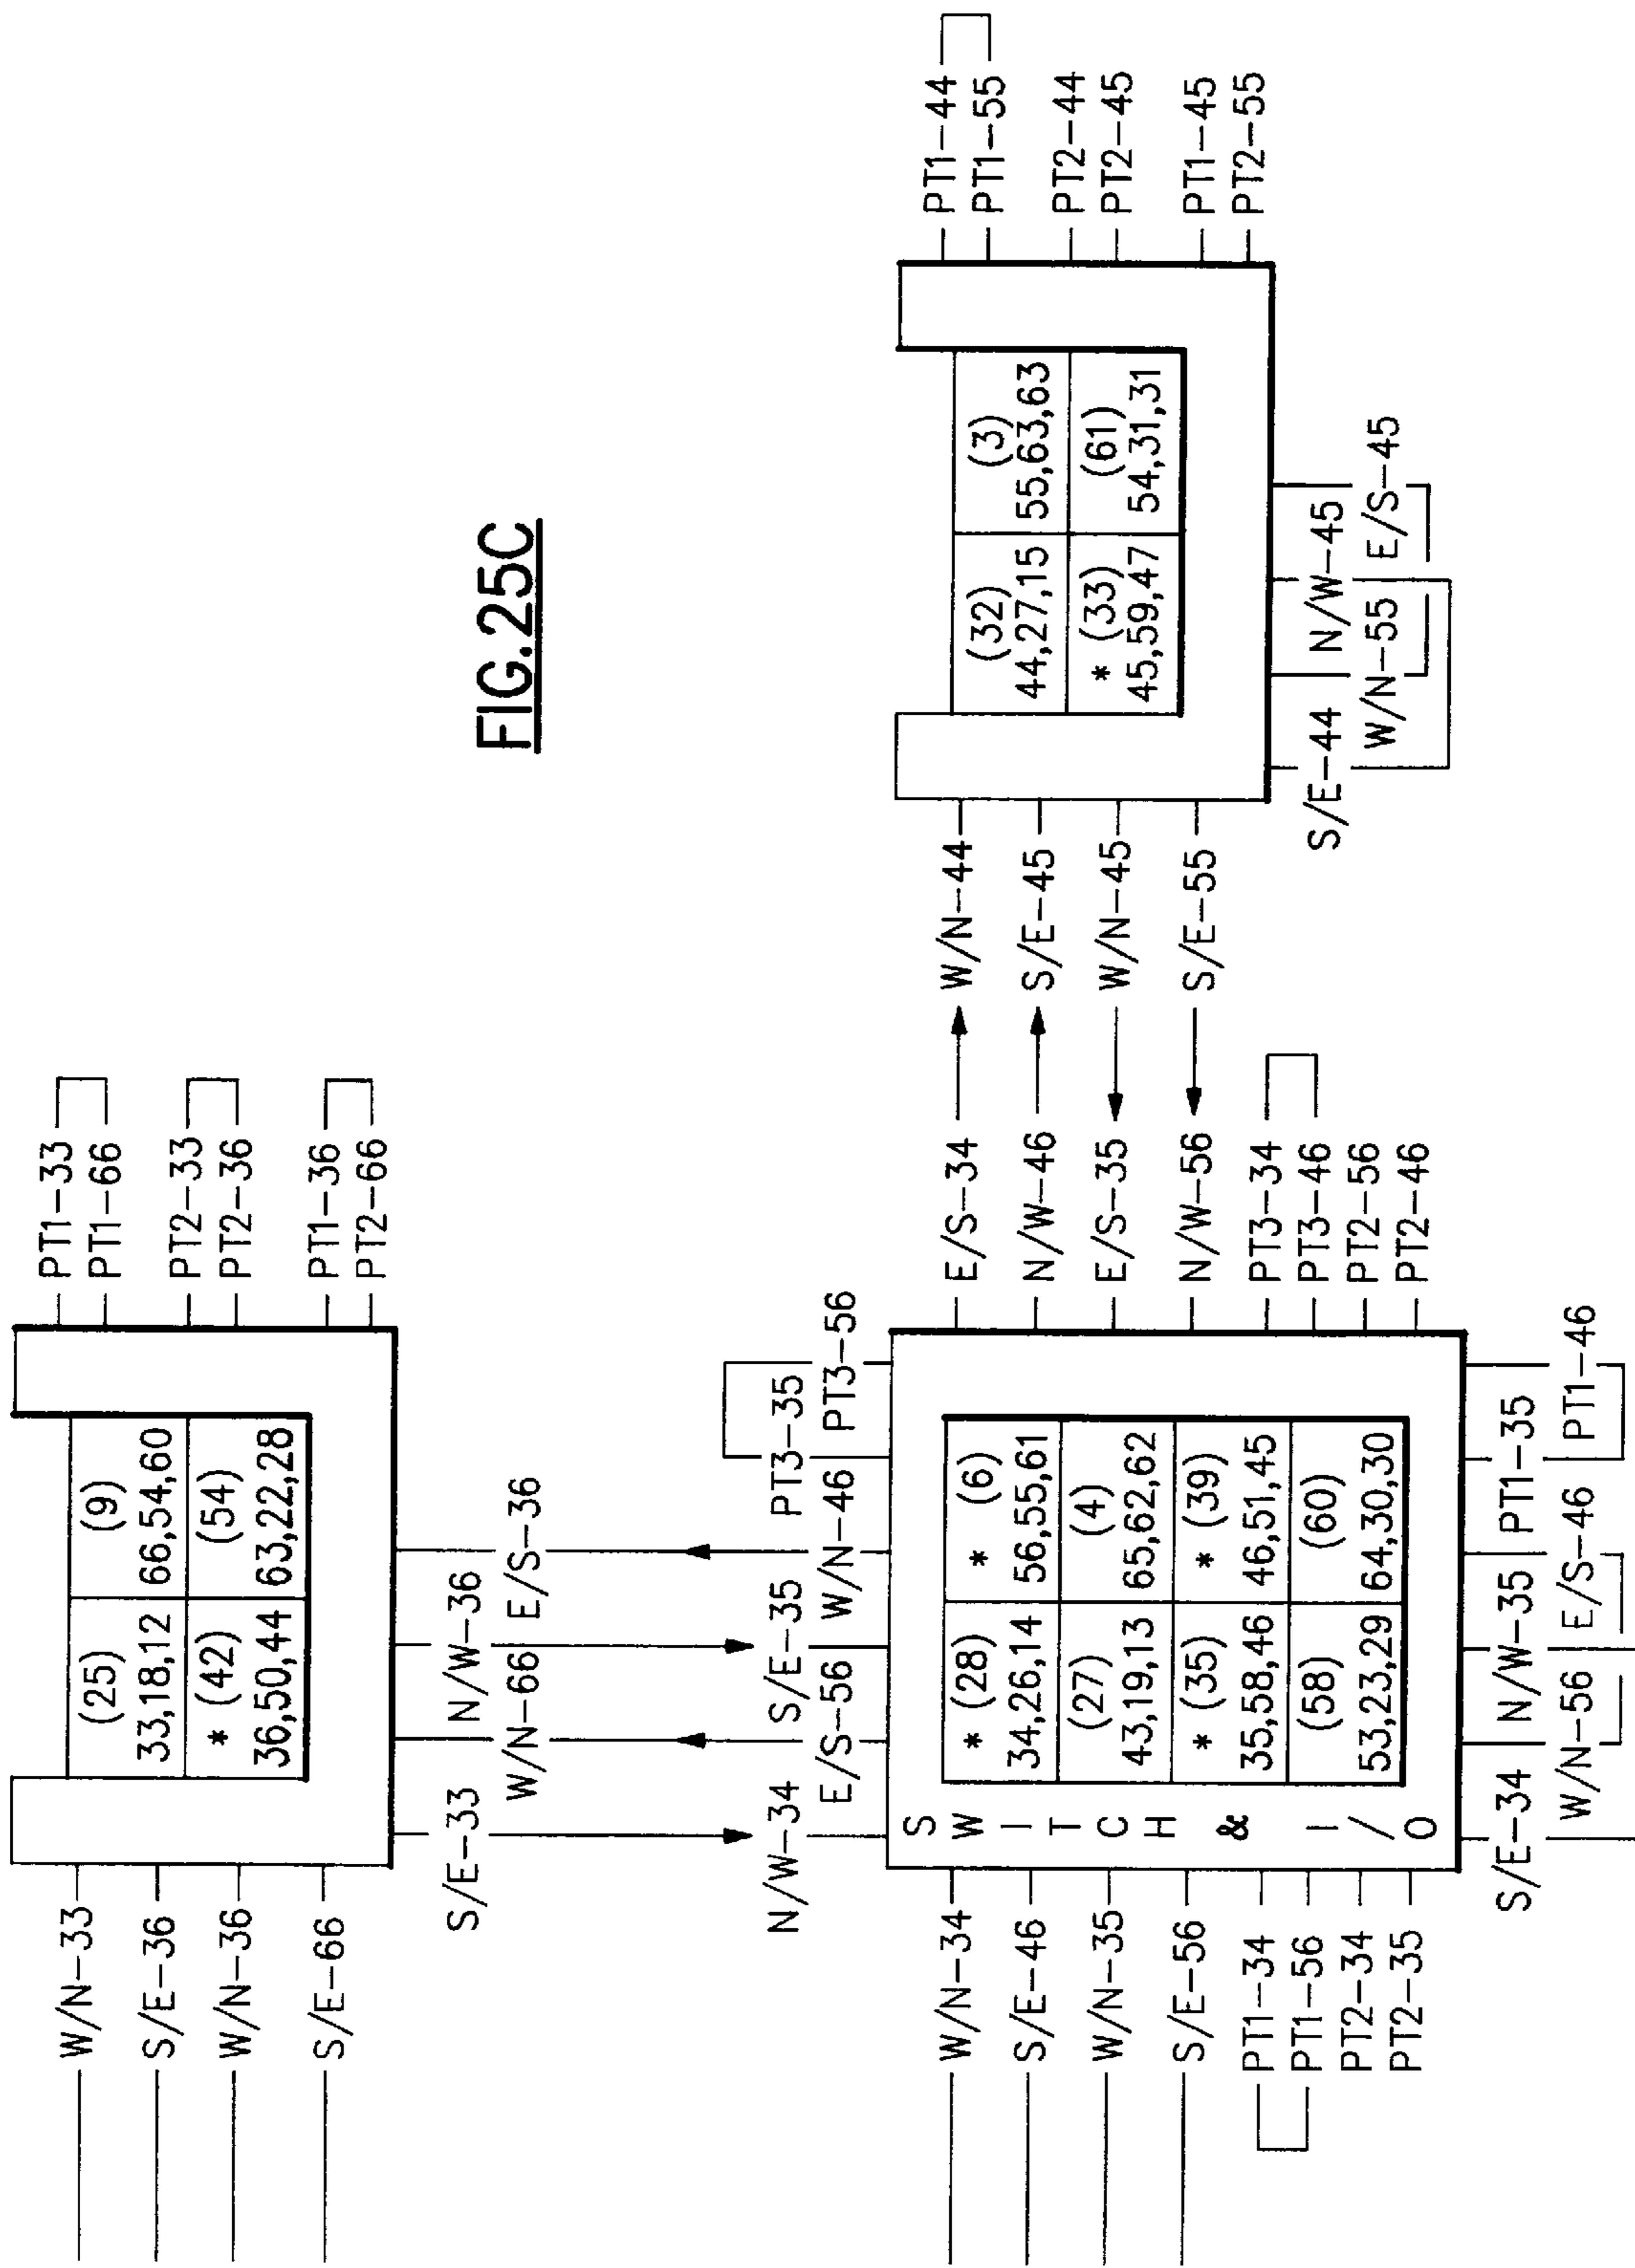 W/N-33
S/E-36
W/N-36
S/E-66
(25)
33,18,12
(9)
66,54,60
* (42)
36,50,44
(54)
63,22,28
PT1-33
PT1-66
PT2-33
PT2-36
PT1-36
PT2-66
S/E-33
N/W-36
W/N-66
E/S-36
FIG.25C
N/W-34
S/E-35
PT3-35
E/S-56
W/N-46
PT3-56
W/N-34
S/E-46
W/N-35
S/E-56
PT1-34
PT1-56
PT2-34
PT2-35
SWITCH & I/O
* (28)
34,26,14
* (6)
56,55,61
(27)
43,19,13
(4)
65,62,62
* (35)
35,58,46
* (39)
46,51,45
(58)
53,23,29
(60)
64,30,30
E/S-34
N/W-46
E/S-35
N/W-56
PT3-34
PT3-46
PT2-56
PT2-46
S/E-34
N/W-35
PT1-35
W/N-56
E/S-46
PT1-46
W/N-44
S/E-45
W/N-45
S/E-55
(32)
44,27,15
(3)
55,63,63
* (33)
45,59,47
(61)
54,31,31
PT1-44
PT1-55
PT2-44
PT2-45
PT1-45
PT2-55
S/E-44
N/W-45
W/N-55
E/S-45